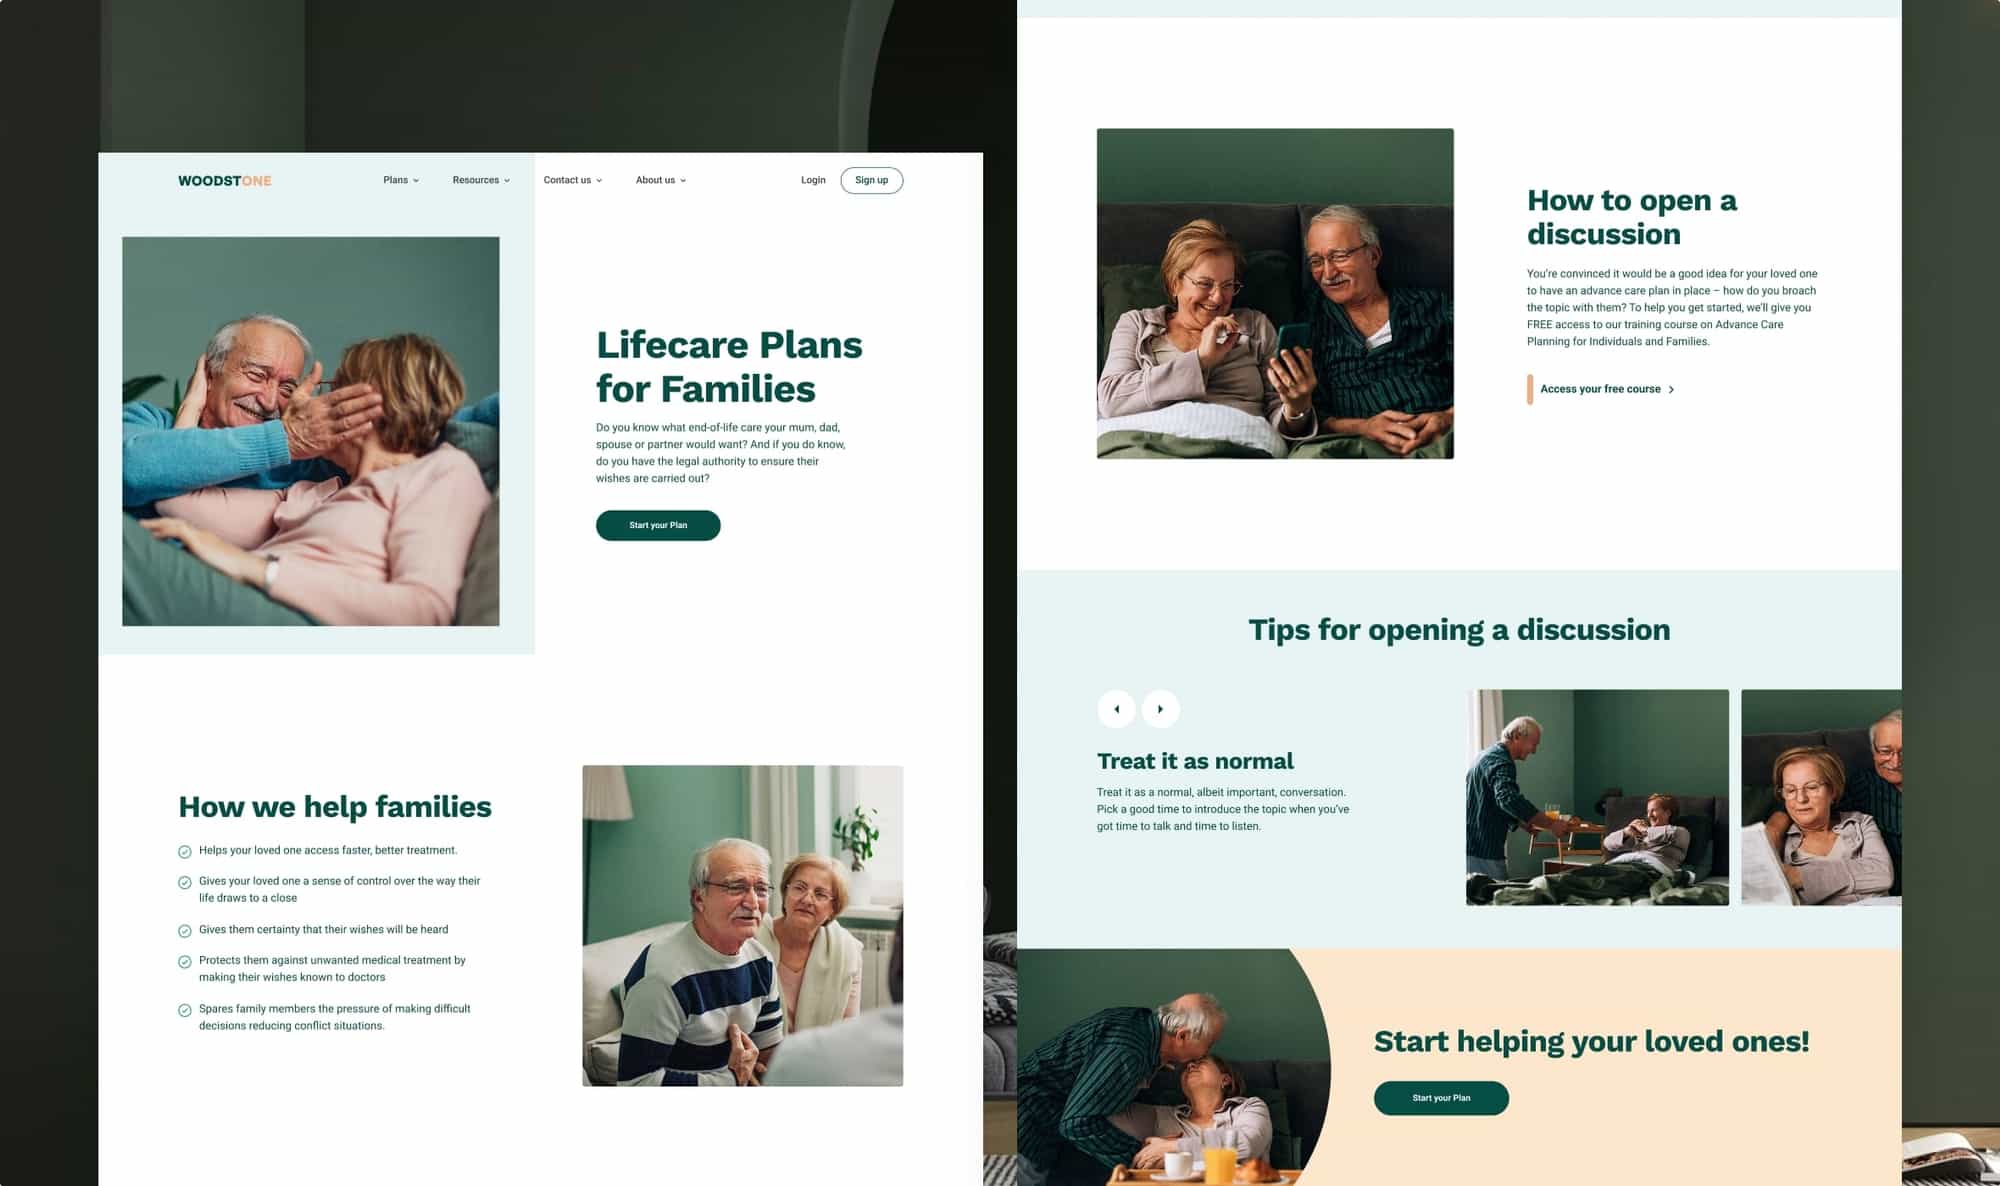 WOODSTONE
Plans
Resources
Contact us
About us
Login
Sign up
Lifecare Plans
for Families
Do you know what end-of-life care your mum, dad,
spouse or partner would want? And if you do know,
do you have the legal authority to ensure their
wishes are carried out?
Start your Plan
How we help families
Helps your loved one access faster, better treatment.
Gives your loved one a sense of control over the way their
life draws to a close
Gives them certainty that their wishes will be heard
Protects them against unwanted medical treatment by
making their wishes known to doctors
Spares family members the pressure of making difficult
decisions reducing conflict situations.
How to open a
discussion
You're convinced it would be a good idea for your loved one
to have an advance care plan in place – how do you broach
the topic with them? To help you get started, we'll give you
FREE access to our training course on Advance Care
Planning for Individuals and Families.
Access your free course
Tips for opening a discussion
Treat it as normal
Treat it as a normal, albeit important, conversation.
Pick a good time to introduce the topic when you've
got time to talk and time to listen.
Start helping your loved ones!
Start your Plan